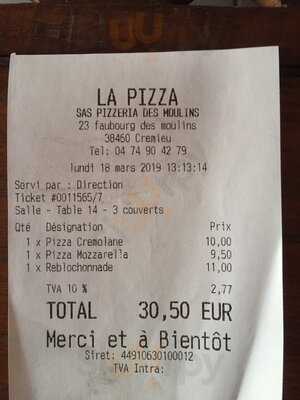 LA PIZZA
SAS PIZZERIA DES MOULINS
23 faubourg des moulins
38460 Cremieu
Tel: 04 74 90 42 79
lundi 18 mars 2019 13:13:14
Servi par : Direction
Ticket #0011565/7
Salle - Table 14 - 3 couverts
Qté Désignation Prix
1 x Pizza Cremolane 10,00
1 x Pizza Mozzarella 9,50
1 x Reblochonnade 11,00
TVA 10 % 2,77
TOTAL 30,50 EUR
Merci et à Bientôt
Siret: 44910630100012
TVA Intra: